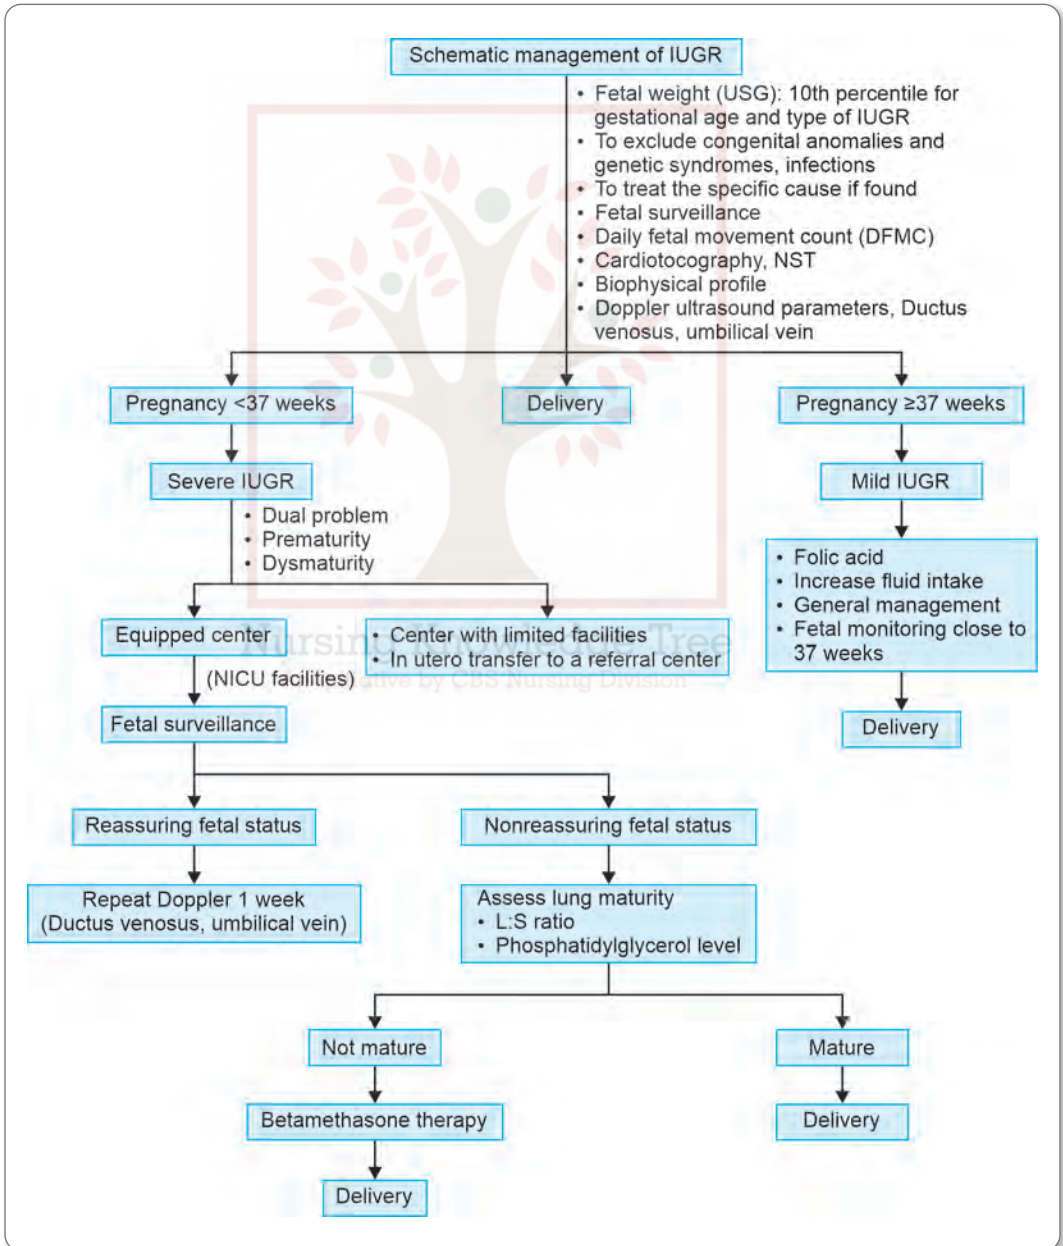 Schematic management of IUGR
• Fetal weight (USG): 10th percentile for
gestational age and type of IUGR
• To exclude congenital anomalies and
genetic syndromes, infections
• To treat the specific cause if found
• Fetal surveillance
• Daily fetal movement count (DFMC)
• Cardiotocography, NST
• Biophysical profile
• Doppler ultrasound parameters, Ductus
venosus, umbilical vein
Pregnancy <37 weeks
Delivery
Pregnancy ≥37 weeks
Severe IUGR
Mild IUGR
• Dual problem
• Prematurity
• Dysmaturity
• Folic acid
• Increase fluid intake
• General management
• Fetal monitoring close to
37 weeks
Equipped center
• Center with limited facilities
• In utero transfer to a referral center
Nursing Knowledge Tree
by CBS Nursing Division
(NICU facilities)
Fetal surveillance
Delivery
Reassuring fetal status
Nonreassuring fetal status
Repeat Doppler 1 week
(Ductus venosus, umbilical vein)
Assess lung maturity
• L:S ratio
• Phosphatidylglycerol level
Not mature
Mature
Betamethasone therapy
Delivery
Delivery